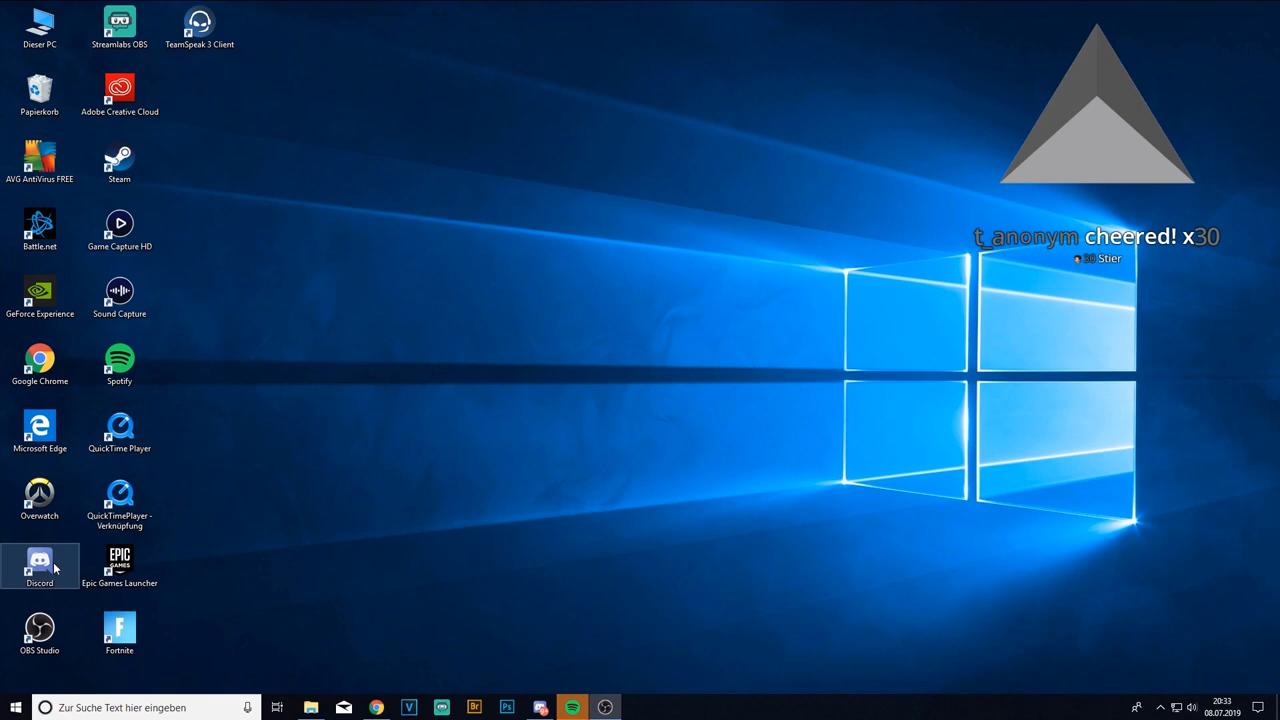 Dieser PC
Streamlabs OBS
TeamSpeak 3 Client
Papierkorb
Adobe Creative Cloud
AVG AntiVirus FREE
Steam
Battle.net
Game Capture HD
GeForce Experience
Sound Capture
Google Chrome
Spotify
Microsoft Edge
QuickTime Player
Overwatch
QuickTimePlayer -
Verknüpfung
Discord
EPIC
GAMES
Epic Games Launcher
OBS Studio
F
Fortnite
t_anonym cheered! x30
30 Stier
Zur Suche Text hier eingeben
V
Br
Ps
20:33
08.07.2019